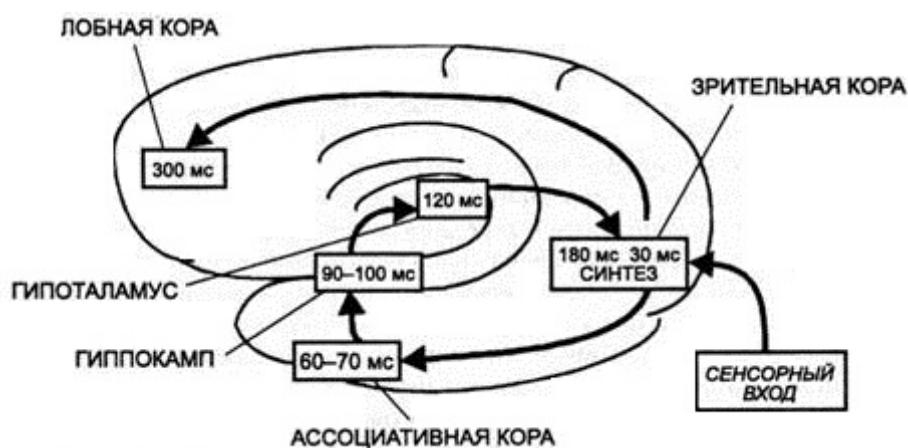 ЛОБНАЯ КОРА
ЗРИТЕЛЬНАЯ КОРА
300 мс
120 мс
180 мс 30 мс
СИНТЕЗ
90–100 мс
ГИПОТАЛАМУС
ГИППОКАМП
60–70 мс
СЕНСОРНЫЙ
ВХОД
АССОЦИАТИВНАЯ КОРА